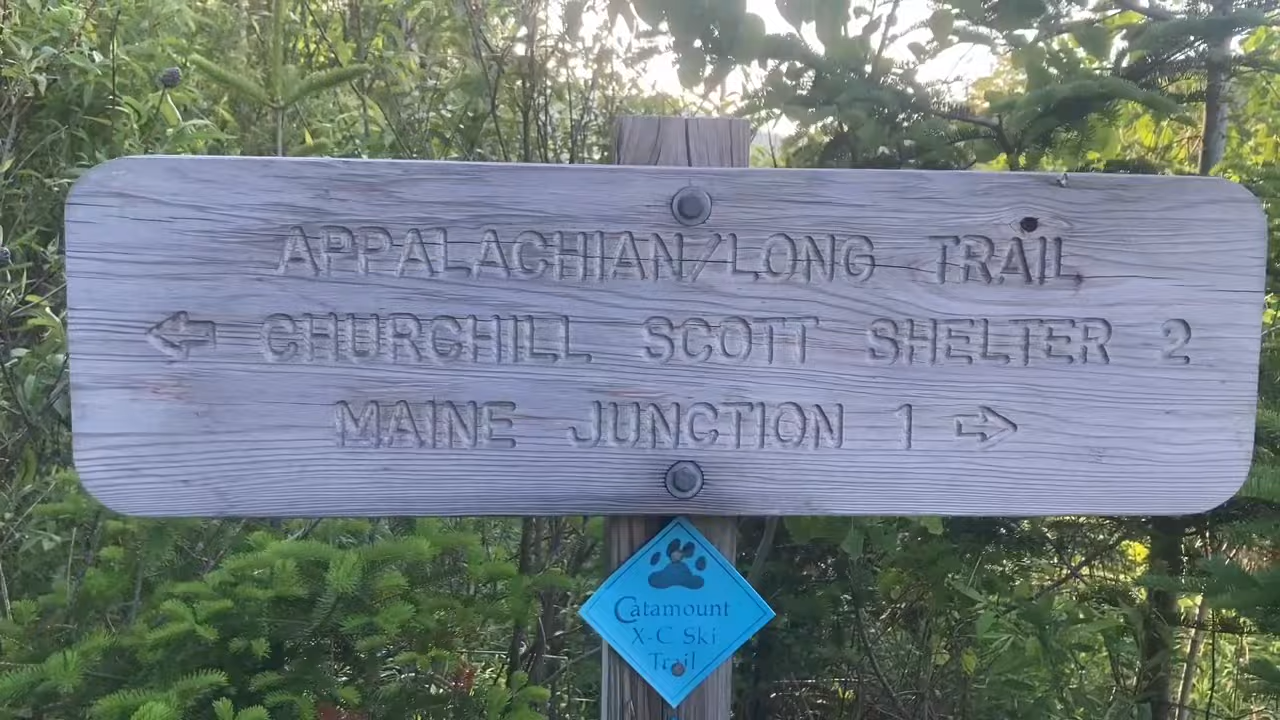 APPALACHIAN/LONG TRAIL
← CHURCHILL SCOTT SHELTER 2
MAINE JUNCTION 1 →
Catamount
X-C Ski
Trail